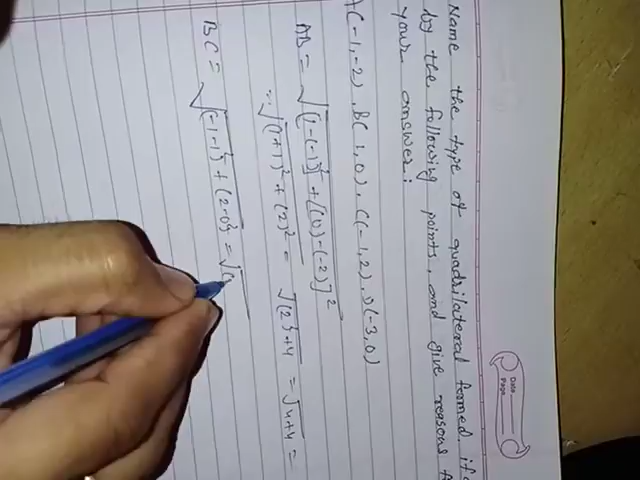 Name the type of quadrilateral formed, if
by the following points, and give reasons f
your answer:
A(-1,-2), B(1,0), C(-1,2), D(-3,0)
AB = √[1-(-1)]² + [(0)-(-2)]²
= √(1+1)² + (2)² = √(2)²+4 = √4+4 =
BC = √(-1-1)² + (2-0)² = √(
Date
Page